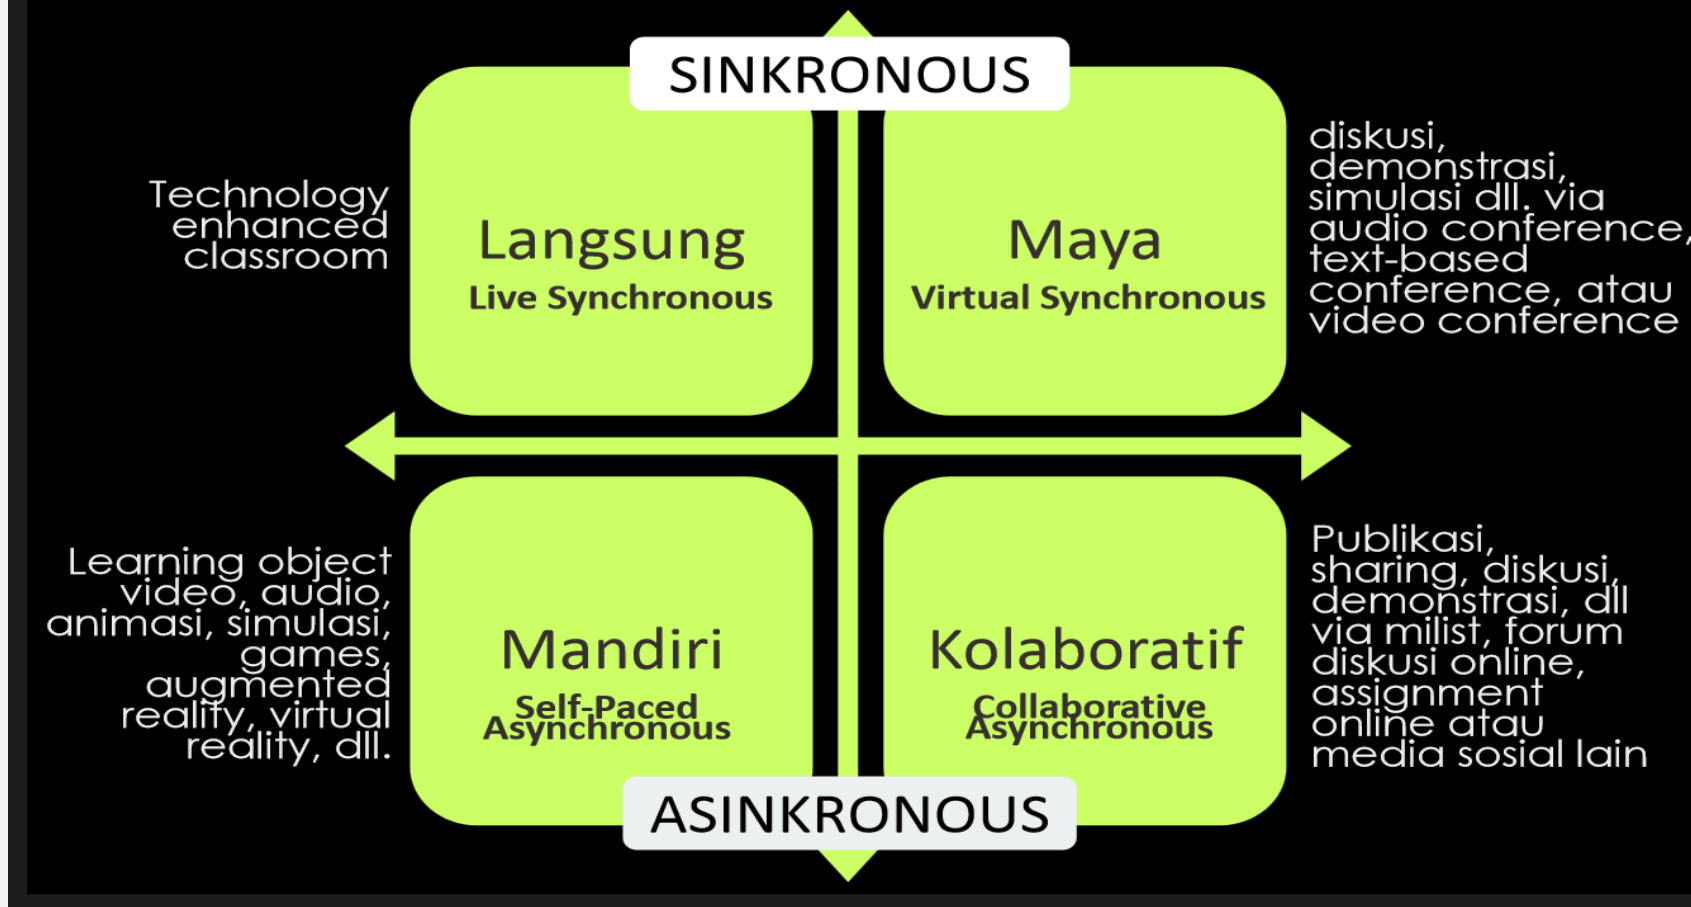 SINKRONOUS
Technology
enhanced
classroom
Langsung
Live Synchronous
Maya
Virtual Synchronous
diskusi,
demonstrasi,
simulasi dll. via
audio conference,
text-based
conference, atau
video conference
Learning object
video, audio,
animasi, simulasi,
games,
augmented
reality, virtual
reality, dll.
Mandiri
Self-Paced
Asynchronous
Kolaboratif
Collaborative
Asynchronous
Publikasi,
sharing, diskusi,
demonstrasi, dll
via milist, forum
diskusi online,
assignment
online atau
media sosial lain
ASINKRONOUS